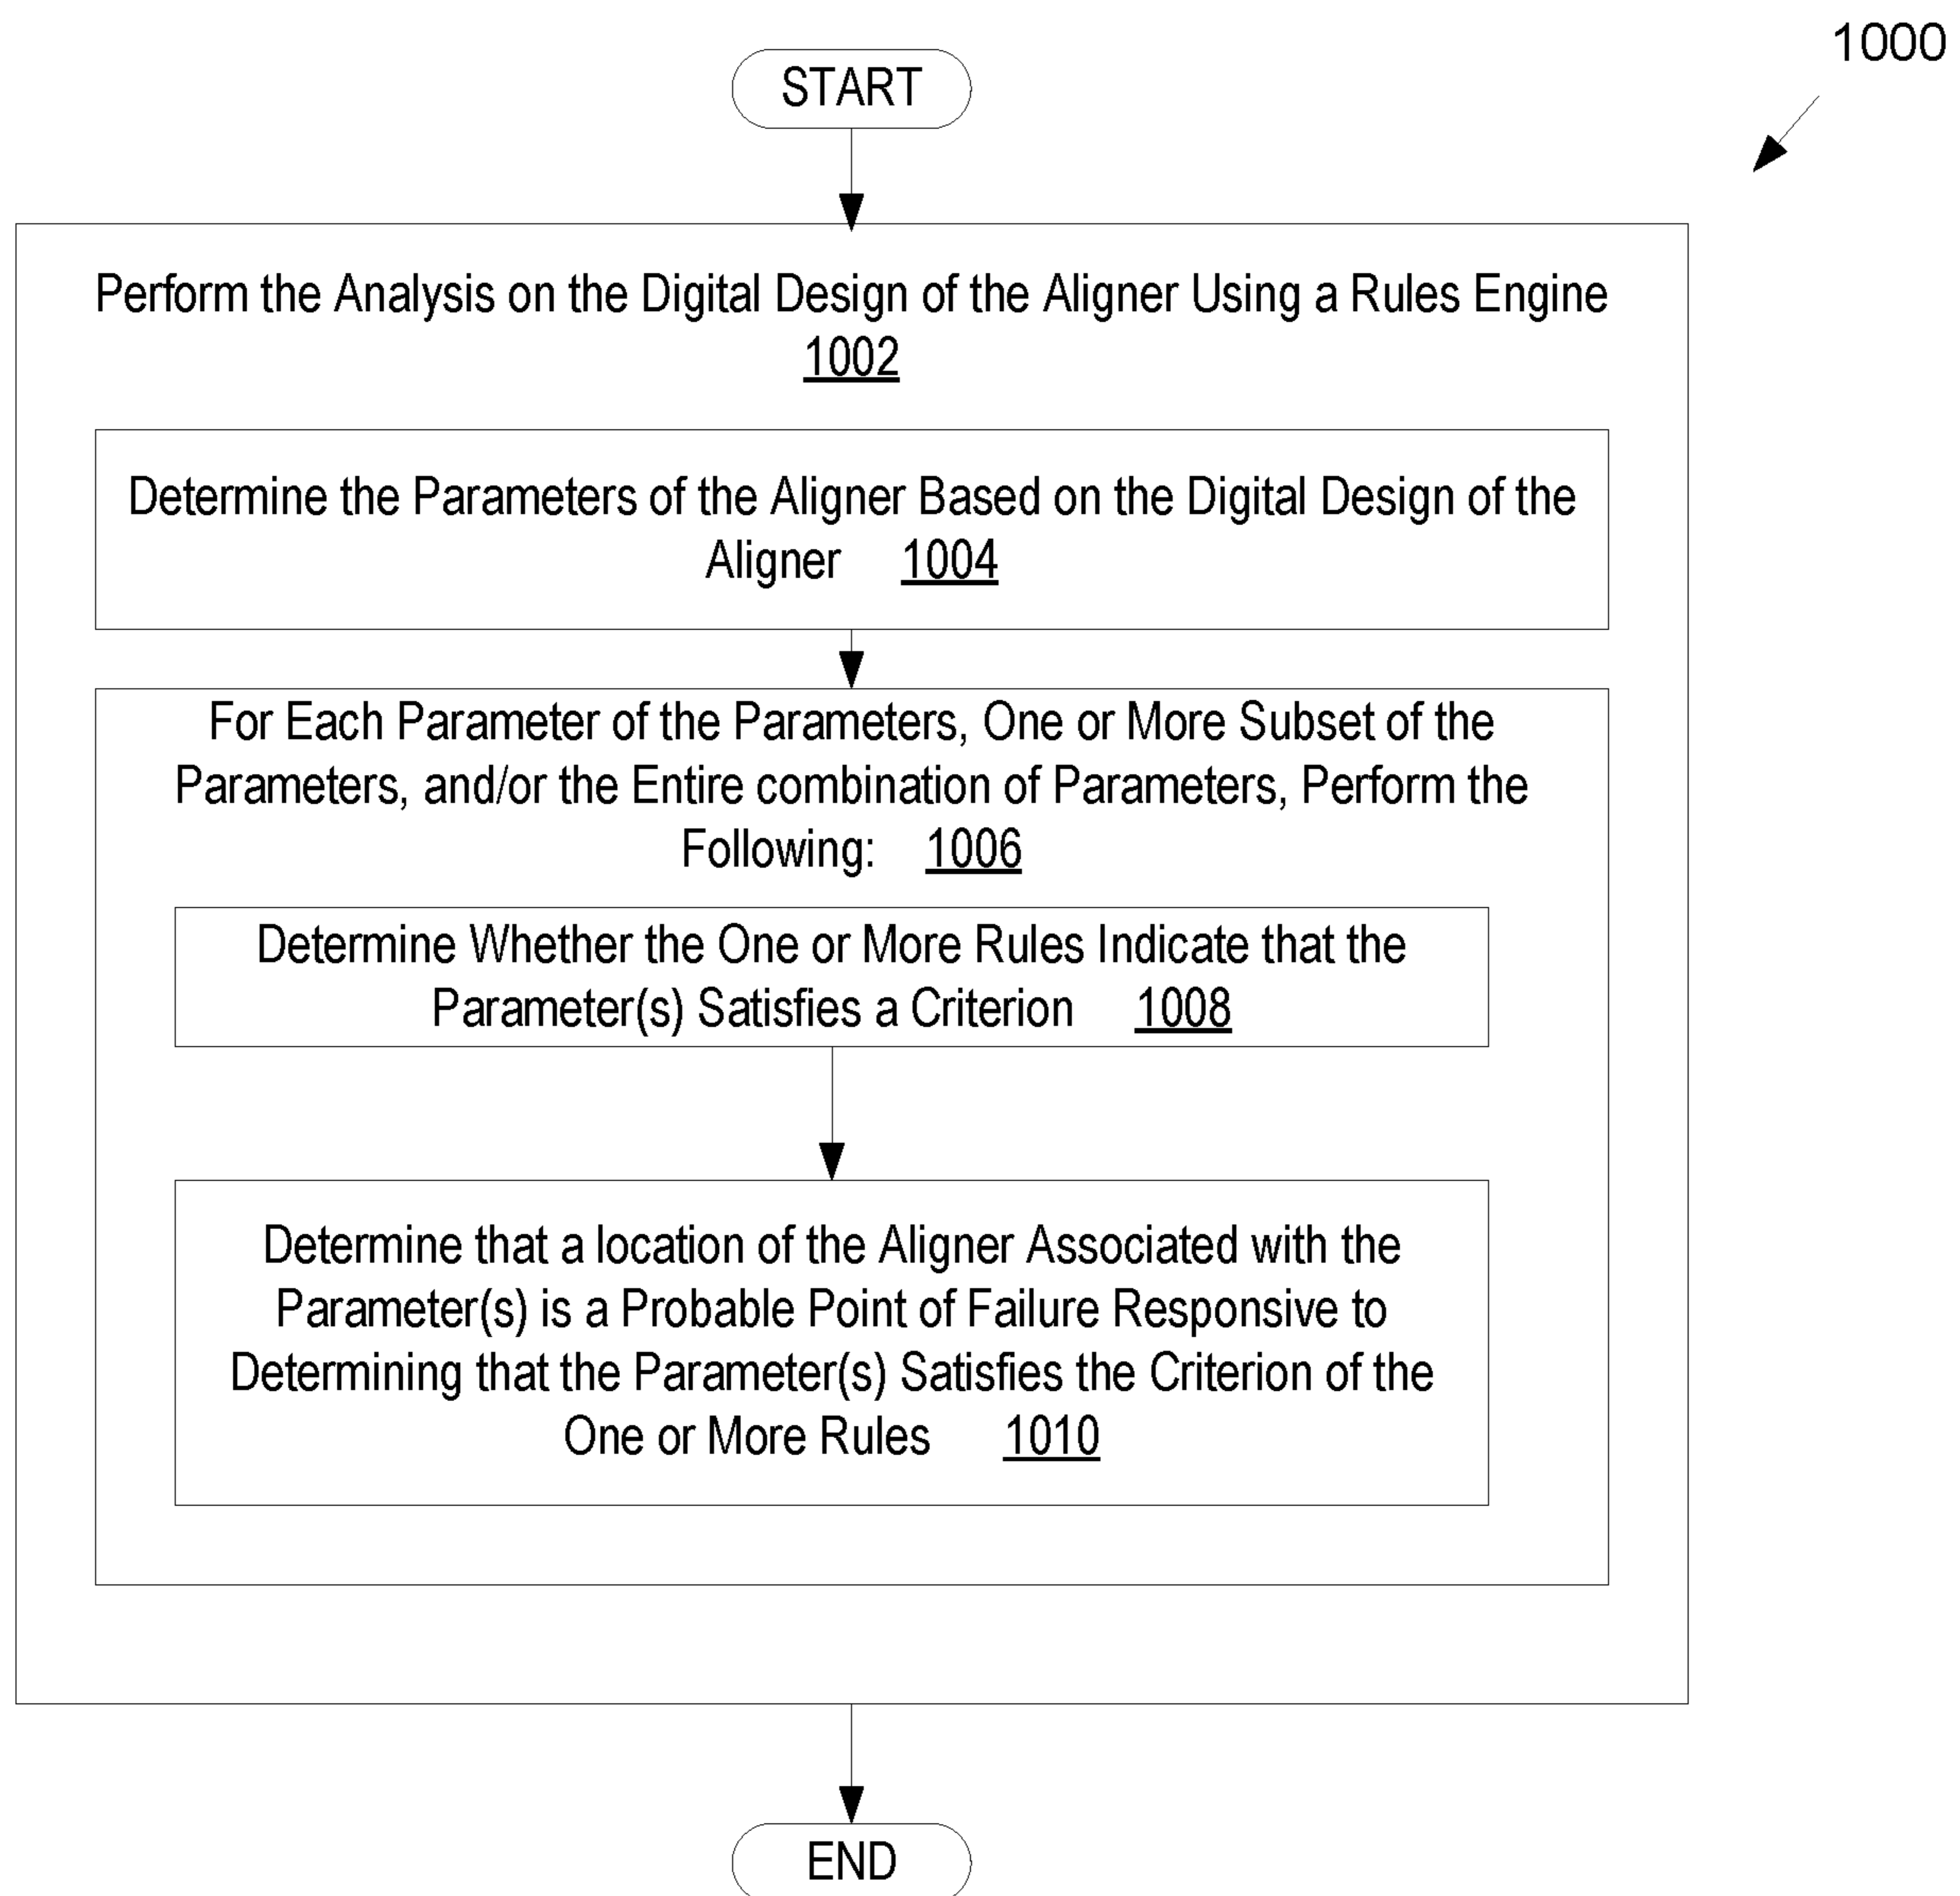 1000
START
Perform the Analysis on the Digital Design of the Aligner Using a Rules Engine
1002
Determine the Parameters of the Aligner Based on the Digital Design of the
Aligner 1004
For Each Parameter of the Parameters, One or More Subset of the
Parameters, and/or the Entire combination of Parameters, Perform the
Following: 1006
Determine Whether the One or More Rules Indicate that the
Parameter(s) Satisfies a Criterion 1008
Determine that a location of the Aligner Associated with the
Parameter(s) is a Probable Point of Failure Responsive to
Determining that the Parameter(s) Satisfies the Criterion of the
One or More Rules 1010
END